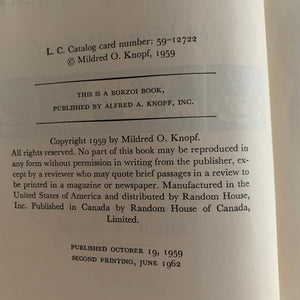 L. C. Catalog card number: 59-12722
© Mildred O. Knopf, 1959
THIS IS A BORZOI BOOK,
PUBLISHED BY ALFRED A. KNOPF, INC.
Copyright 1959 by Mildred O. Knopf.
All rights reserved. No part of this book may be reproduced in
any form without permission in writing from the publisher, ex-
cept by a reviewer who may quote brief passages in a review to
be printed in a magazine or newspaper. Manufactured in the
United States of America and distributed by Random House,
Inc. Published in Canada by Random House of Canada,
Limited.
PUBLISHED OCTOBER 19, 1959
SECOND PRINTING, JUNE 1962